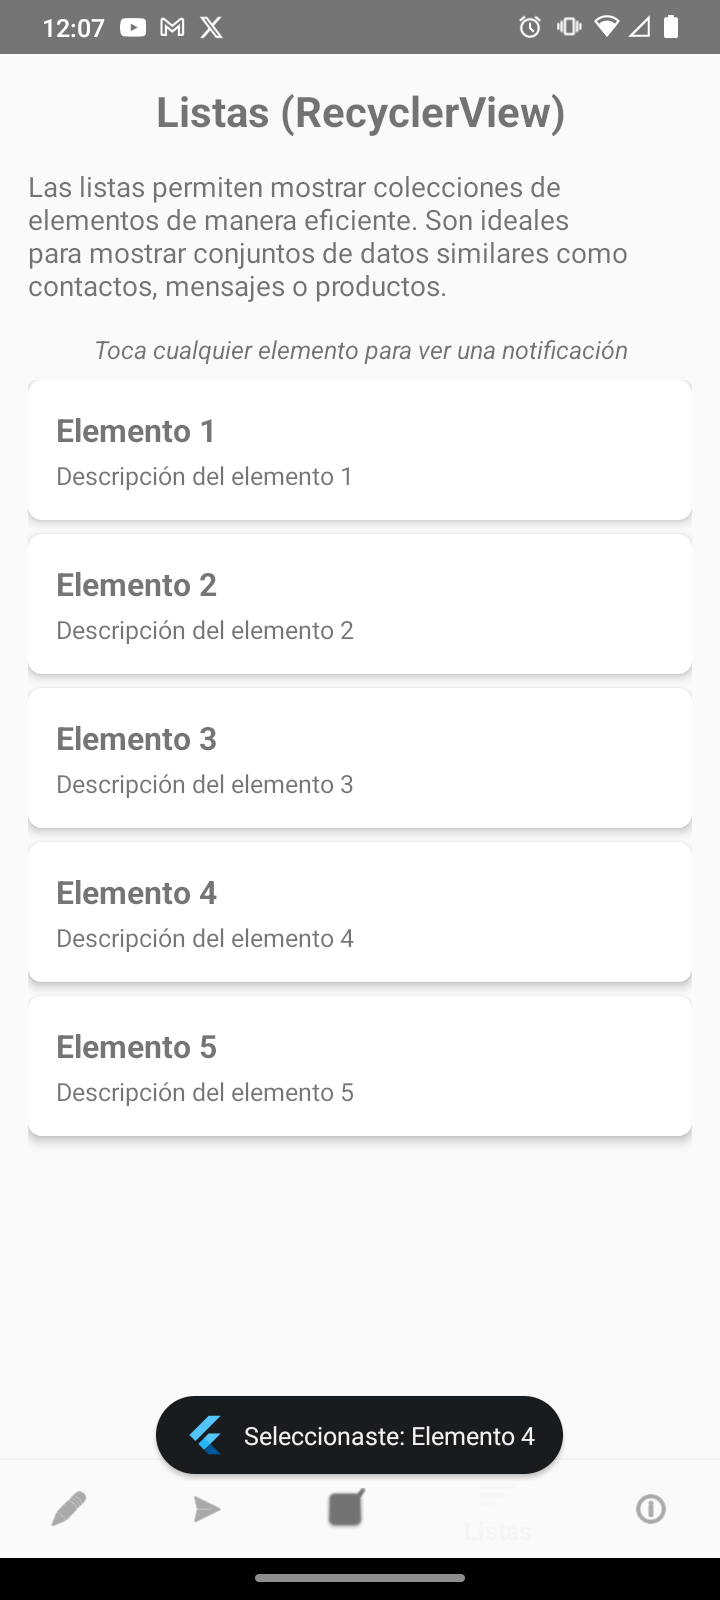 12:07
Listas (RecyclerView)
Las listas permiten mostrar colecciones de
elementos de manera eficiente. Son ideales
para mostrar conjuntos de datos similares como
contactos, mensajes o productos.
Toca cualquier elemento para ver una notificación
Elemento 1
Descripción del elemento 1
Elemento 2
Descripción del elemento 2
Elemento 3
Descripción del elemento 3
Elemento 4
Descripción del elemento 4
Elemento 5
Descripción del elemento 5
Seleccionaste: Elemento 4
Listas